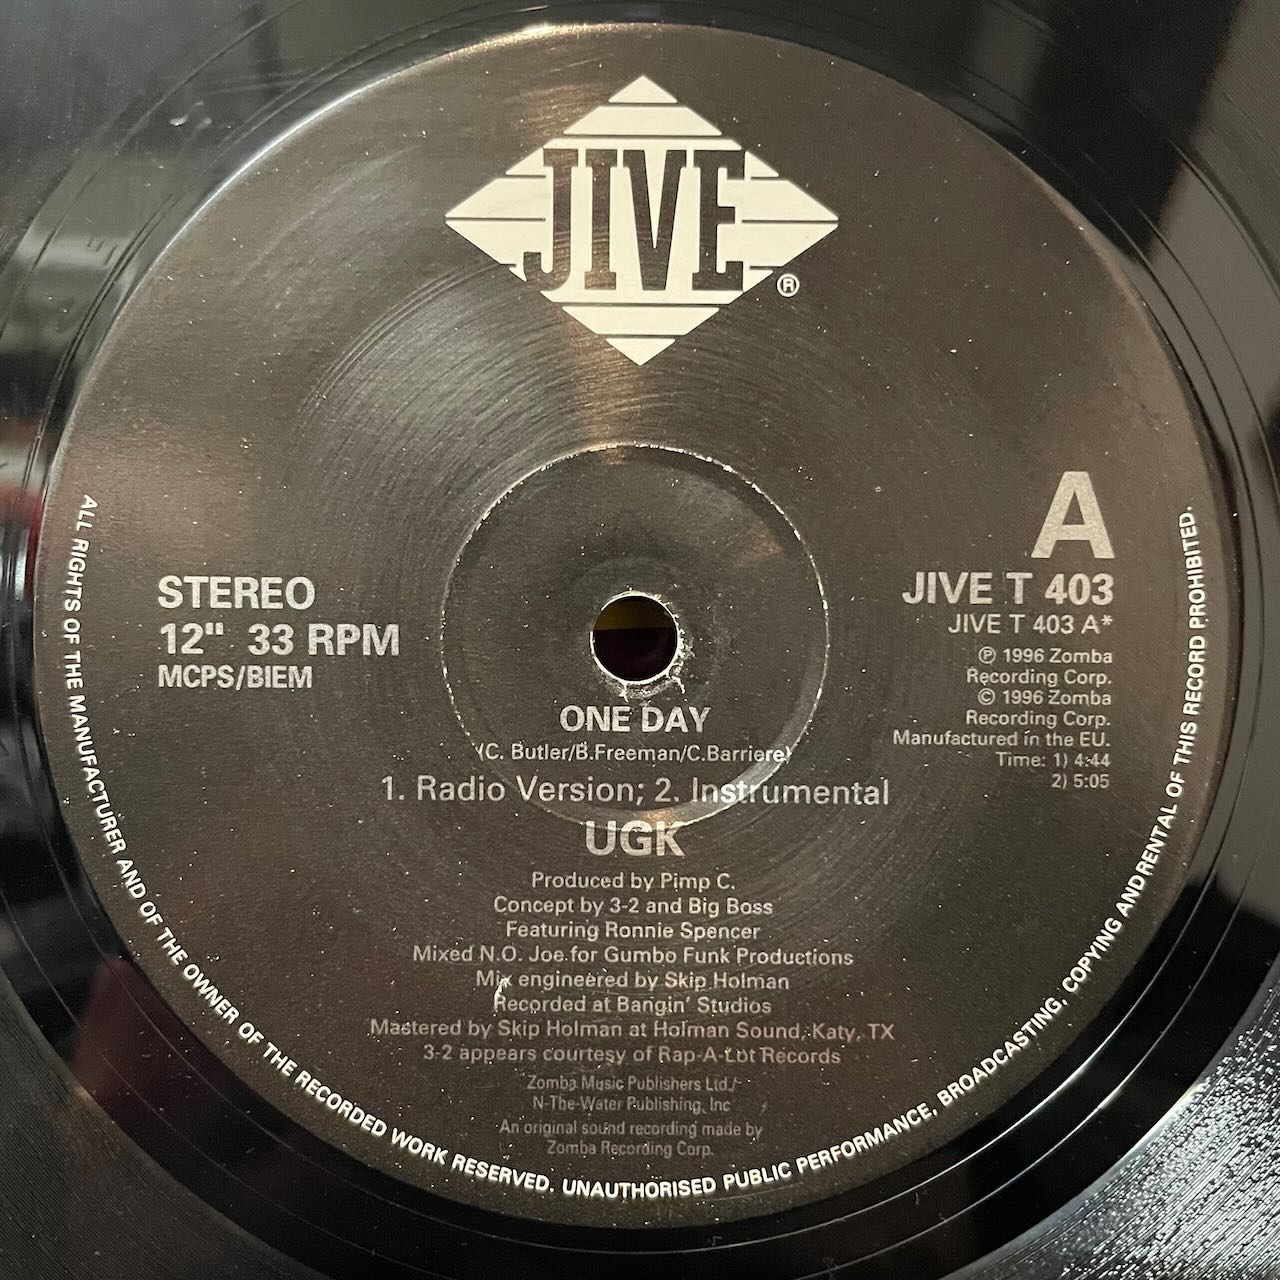 JIVE
®
A
JIVE T 403
JIVE T 403 A*
℗ 1996 Zomba
Recording Corp.
© 1996 Zomba
Recording Corp.
Manufactured in the EU.
Time: 1) 4:44
2) 5:05
STEREO
12" 33 RPM
MCPS/BIEM
ONE DAY
(C. Butler/B.Freeman/C.Barriere)
1. Radio Version; 2. Instrumental
UGK
Produced by Pimp C.
Concept by 3-2 and Big Boss
Featuring Ronnie Spencer
Mixed N.O. Joe for Gumbo Funk Productions
Mix engineered by Skip Holman
Recorded at Bangin' Studios
Mastered by Skip Holman at Holman Sound, Katy, TX
3-2 appears courtesy of Rap-A-Lot Records
Zomba Music Publishers Ltd./
N-The-Water Publishing, Inc
An original sound recording made by
Zomba Recording Corp.
ALL RIGHTS OF THE MANUFACTURER AND OF THE OWNER OF THE RECORDED WORK RESERVED. UNAUTHORISED PUBLIC PERFORMANCE, BROADCASTING, COPYING AND RENTAL OF THIS RECORD PROHIBITED.